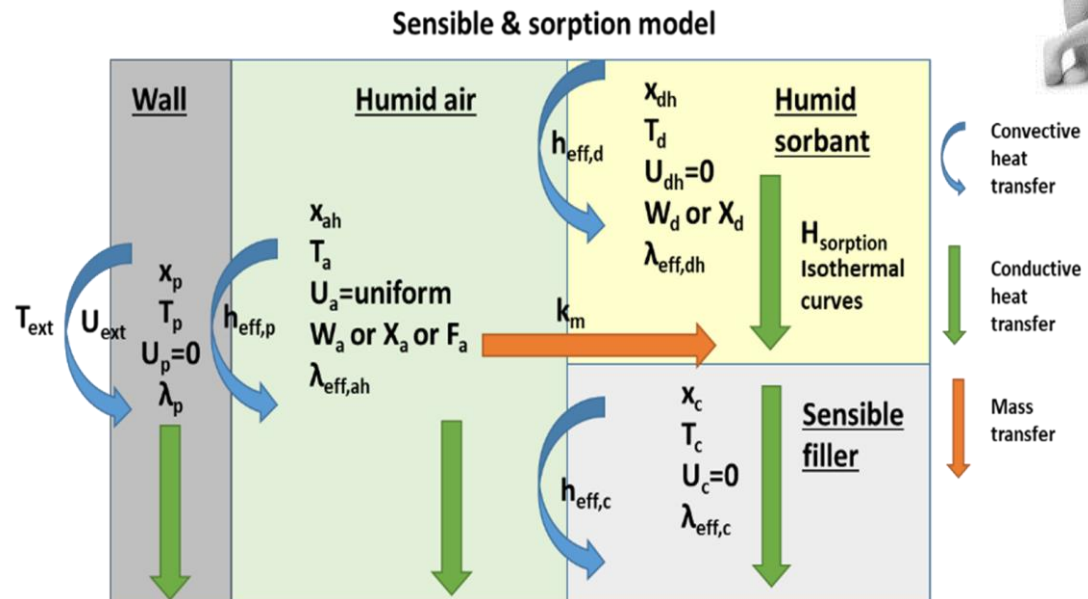 Sensible & sorption model
Wall
Humid air
Humid
sorbant
T_ext
U_ext
x_p
T_p
U_p=0
λ_p
h_eff,p
x_ah
T_a
U_a=uniform
W_a or X_a or F_a
λ_eff,ah
k_m
h_eff,d
x_dh
T_d
U_dh=0
W_d or X_d
λ_eff,dh
H_sorption
Isothermal
curves
h_eff,c
x_c
T_c
U_c=0
λ_eff,c
Sensible
filler
Convective
heat
transfer
Conductive
heat
transfer
Mass
transfer